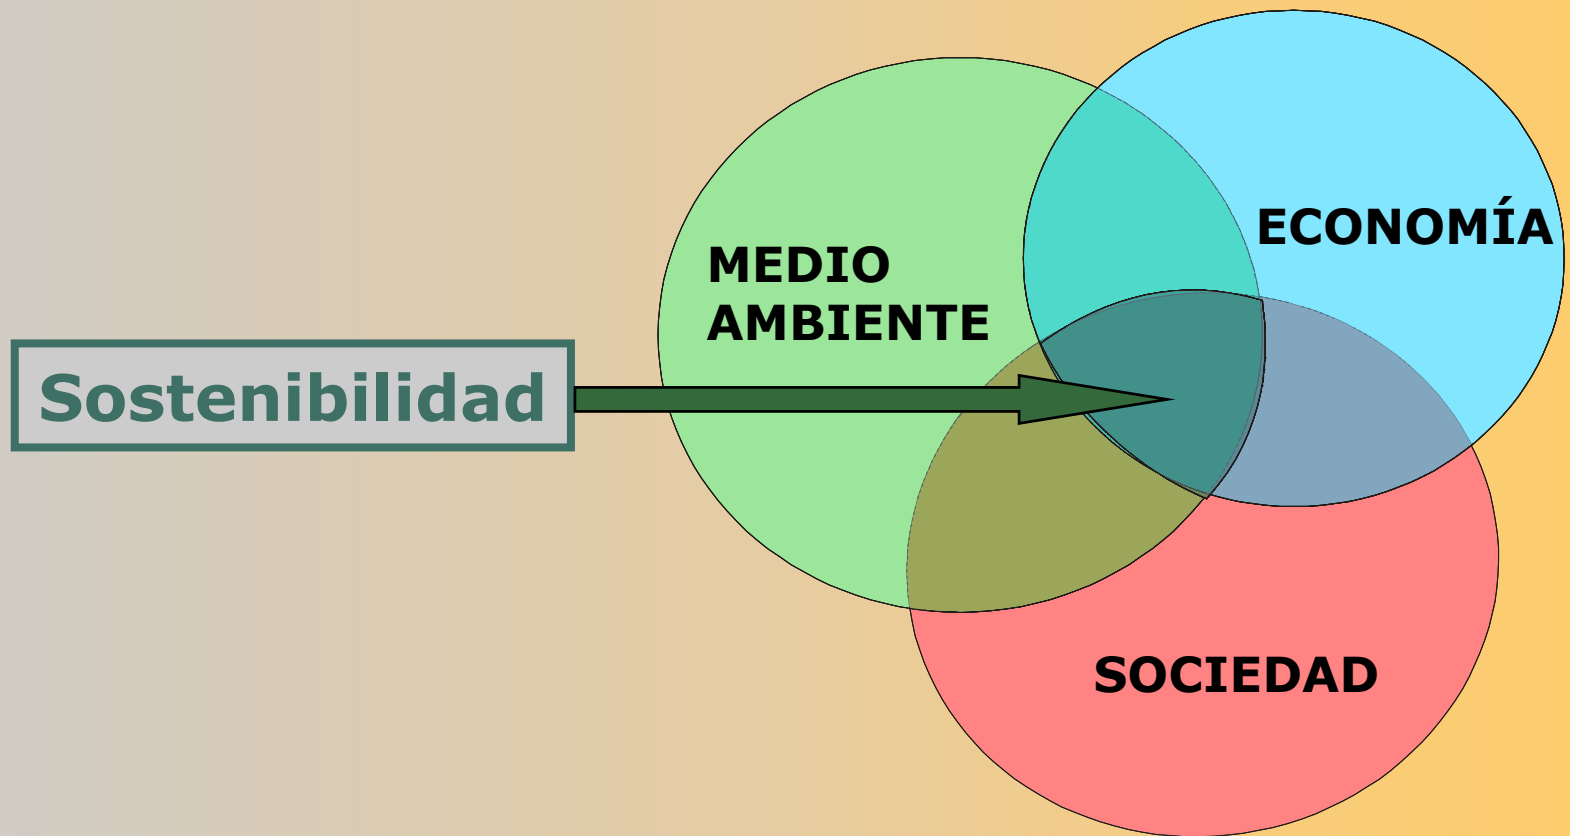 ECONOMÍA
MEDIO
AMBIENTE
Sostenibilidad
SOCIEDAD